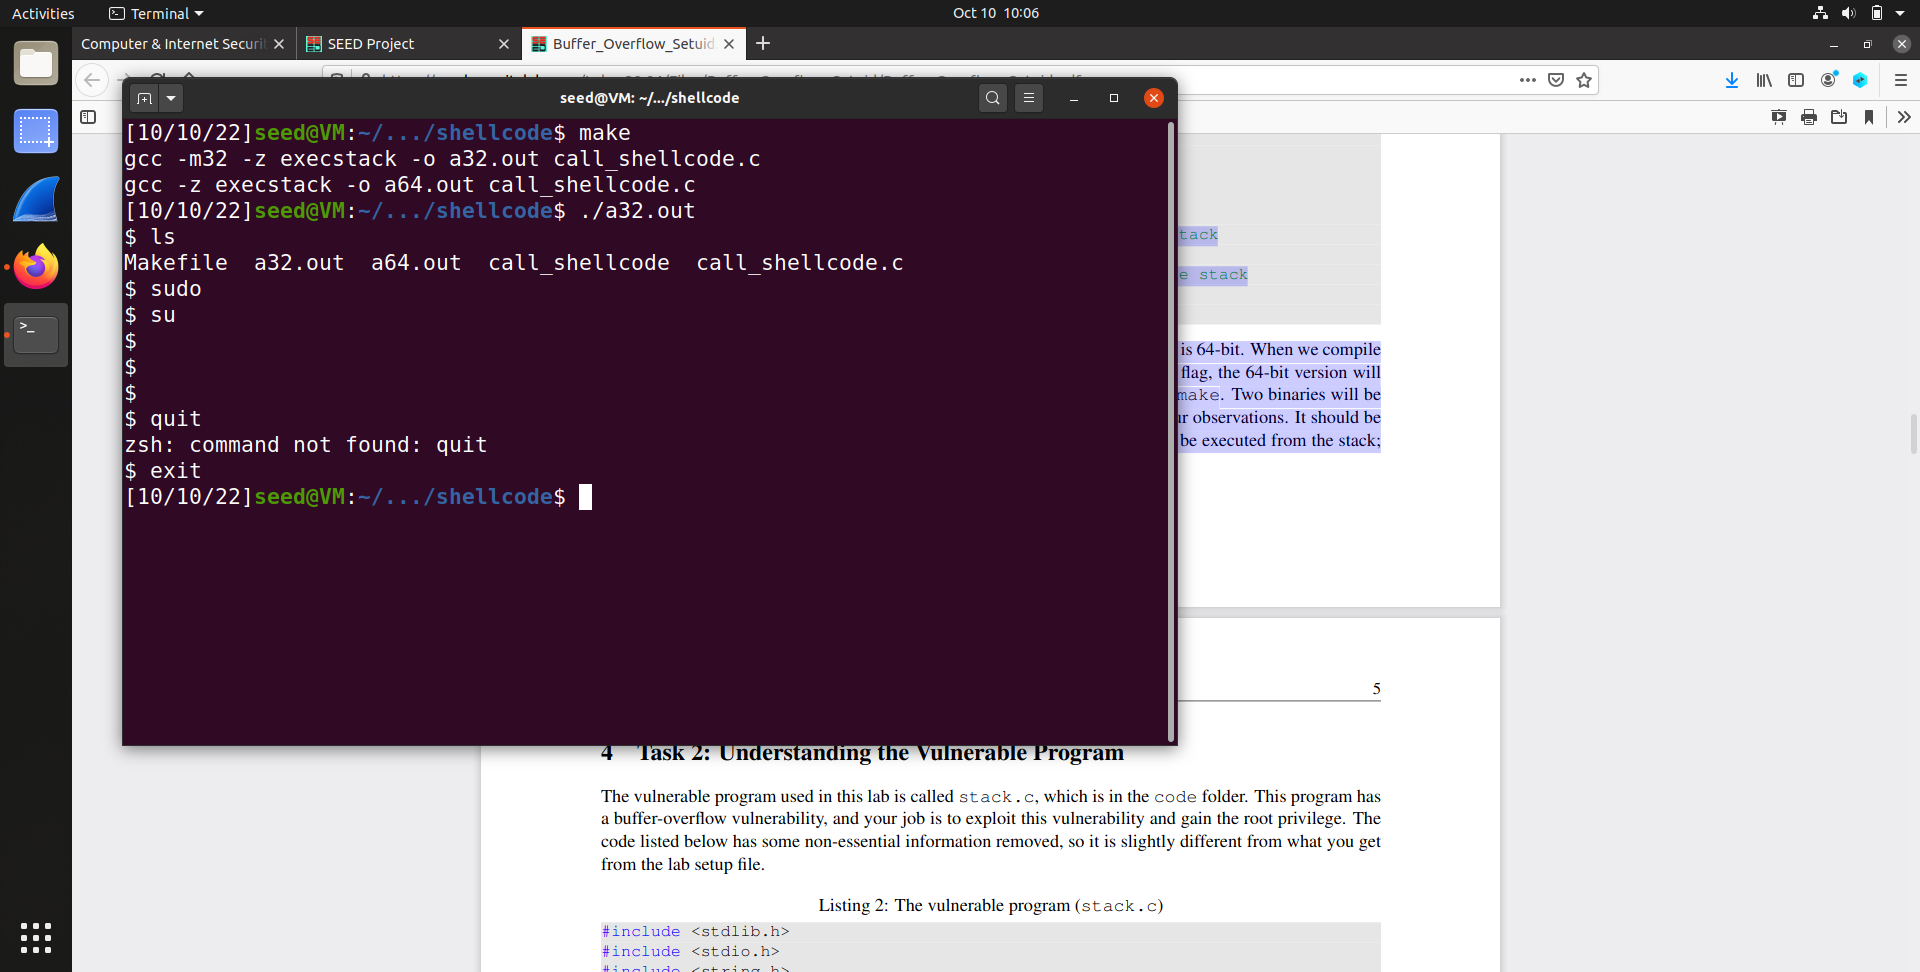 Activities
Terminal
Oct 10 10:06
Computer & Internet Securi
SEED Project
Buffer_Overflow_Setuid
seed@VM: ~/.../shellcode
[10/10/22]seed@VM:~/.../shellcode$ make
gcc -m32 -z execstack -o a32.out call_shellcode.c
gcc -z execstack -o a64.out call_shellcode.c
[10/10/22]seed@VM:~/.../shellcode$ ./a32.out
$ ls
Makefile  a32.out  a64.out  call_shellcode  call_shellcode.c
$ sudo
$ su
$
$
$
$ quit
zsh: command not found: quit
$ exit
[10/10/22]seed@VM:~/.../shellcode$
tack
e stack
is 64-bit. When we compile
flag, the 64-bit version will
make. Two binaries will be
ur observations. It should be
be executed from the stack;
5
4 Task 2: Understanding the Vulnerable Program
The vulnerable program used in this lab is called stack.c, which is in the code folder. This program has
a buffer-overflow vulnerability, and your job is to exploit this vulnerability and gain the root privilege. The
code listed below has some non-essential information removed, so it is slightly different from what you get
from the lab setup file.
Listing 2: The vulnerable program (stack.c)
#include <stdlib.h>
#include <stdio.h>
#include <string.h>